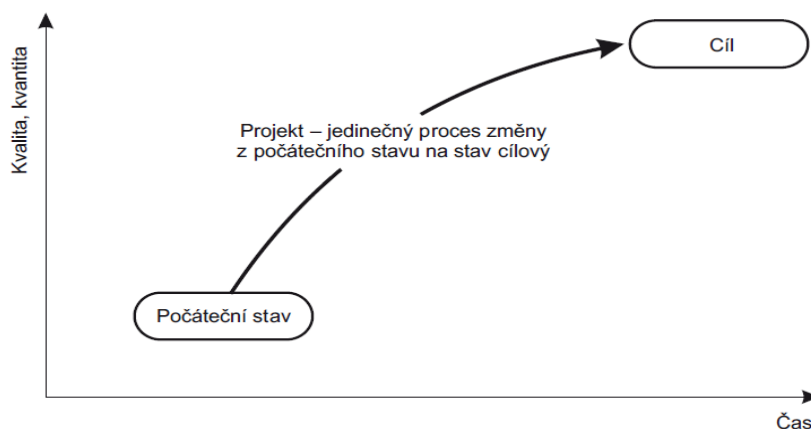 Kvalita, kvantita
Cíl
Projekt – jedinečný proces změny
z počátečního stavu na stav cílový
Počáteční stav
Čas